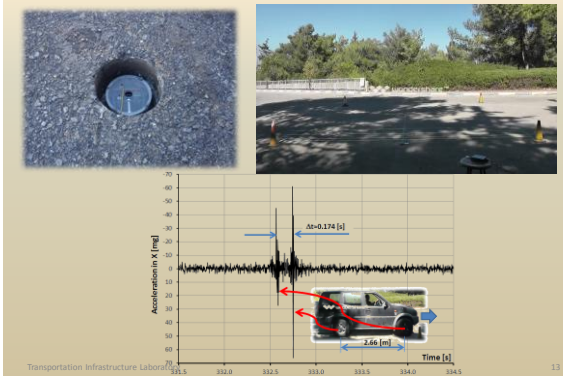 -70
-60
-50
-40
-30
-20
-10
0
10
20
30
40
50
60
70
Acceleration in X [mg]
Δt=0.174 [s]
2.66 [m]
Time [s]
331.5 332.0 332.5 333.0 333.5 334.0 334.5
Transportation Infrastructure Laboratory
13